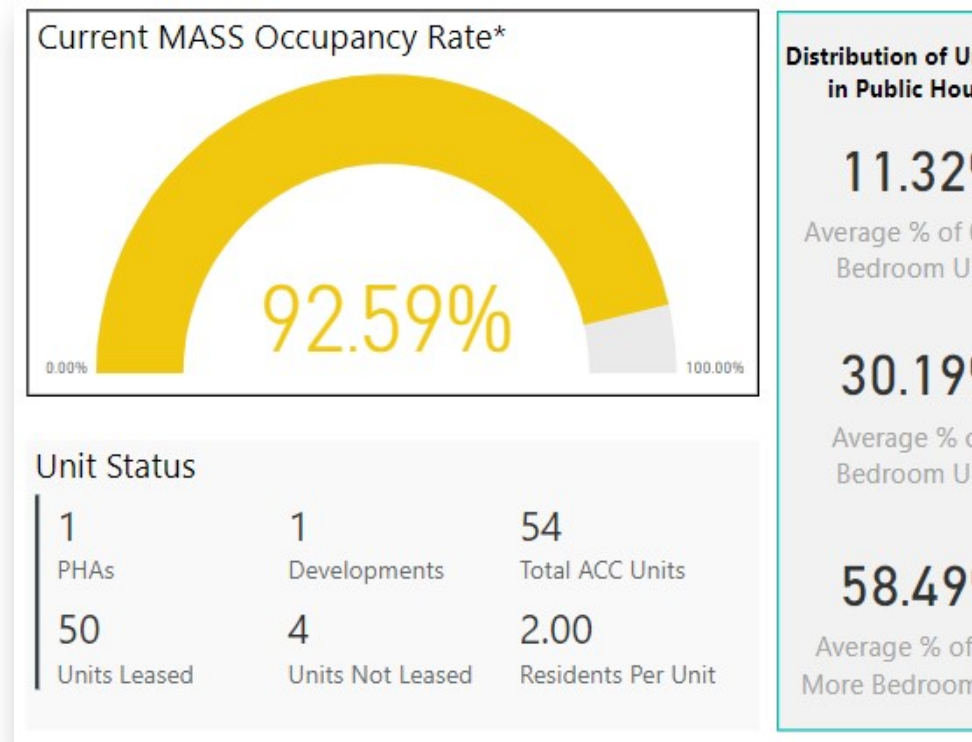 Current MASS Occupancy Rate*
92.59%
0.00%
100.00%
Unit Status
1
PHAs
1
Developments
54
Total ACC Units
50
Units Leased
4
Units Not Leased
2.00
Residents Per Unit
Distribution of
in Public
11.32
Average % of
Bedroom
30.19
Average %
Bedroom
58.49
Average % of
More